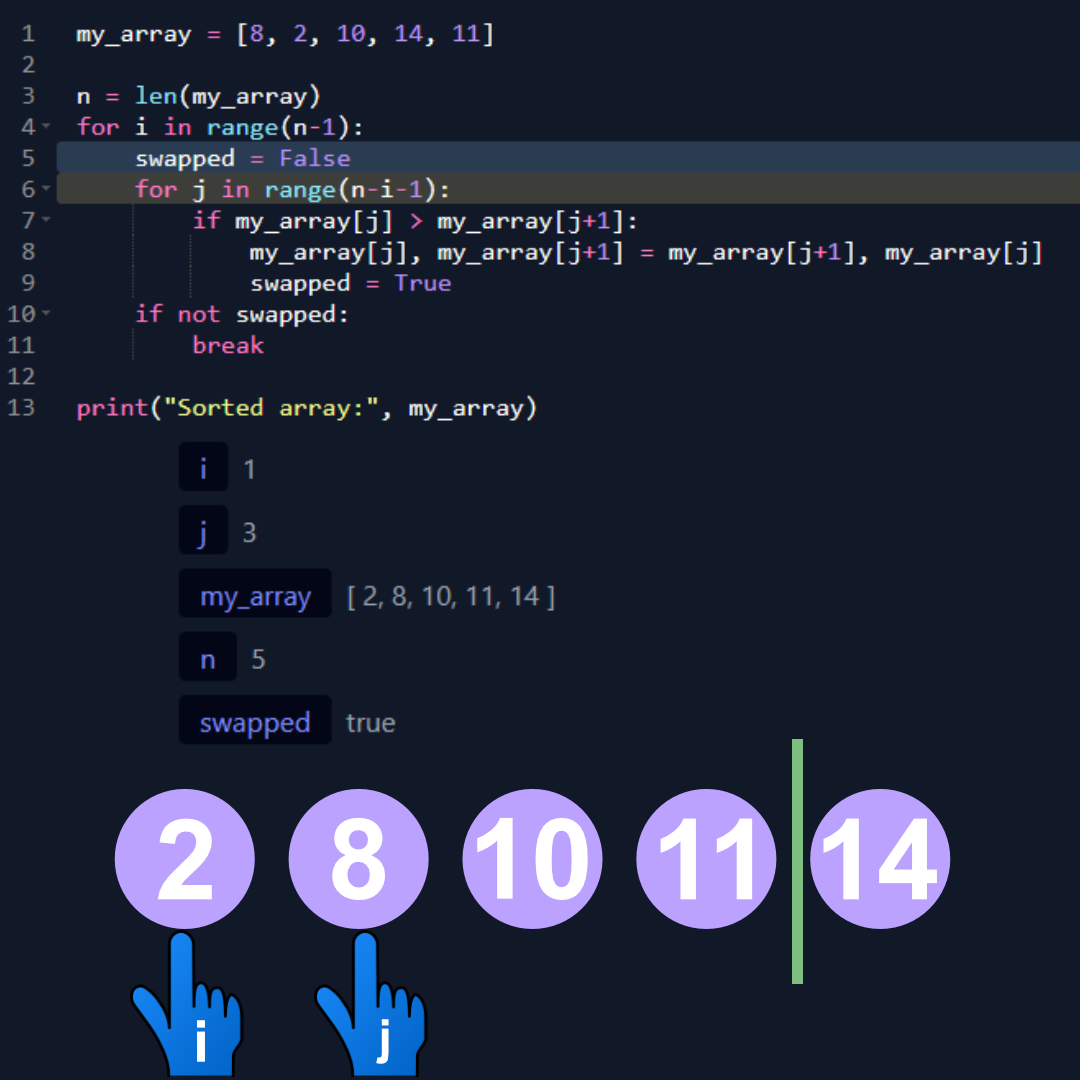 1 my_array = [8, 2, 10, 14, 11]
2
3 n = len(my_array)
4 for i in range(n-1):
5     swapped = False
6     for j in range(n-i-1):
7         if my_array[j] > my_array[j+1]:
8             my_array[j], my_array[j+1] = my_array[j+1], my_array[j]
9             swapped = True
10     if not swapped:
11         break
12
13 print("Sorted array:", my_array)
i 1
j 3
my_array [ 2, 8, 10, 11, 14 ]
n 5
swapped true
2 8 10 11 14
i j